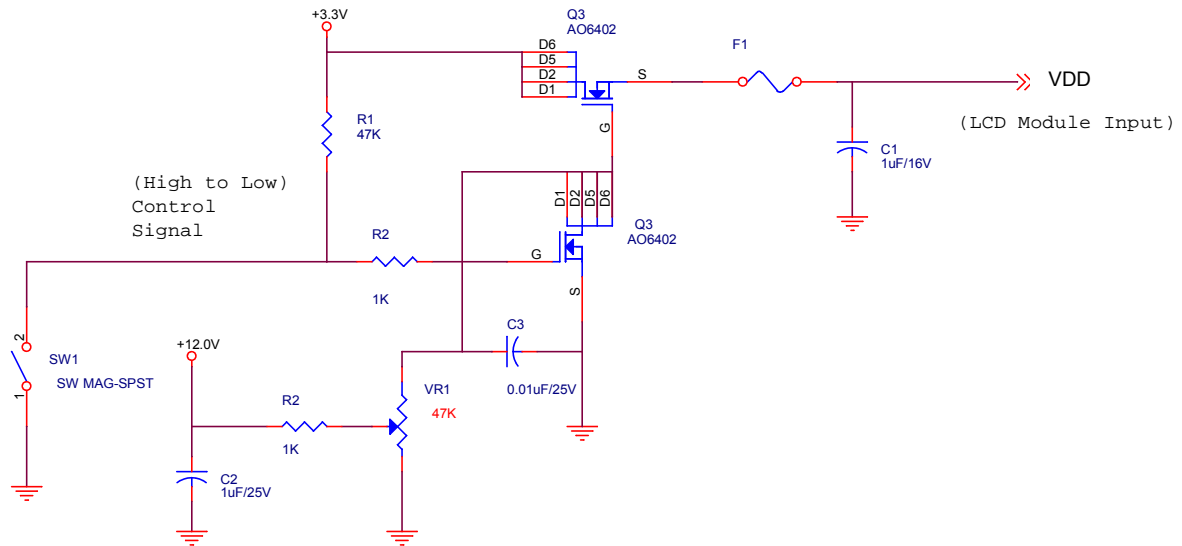 +3.3V
Q3
AO6402
D6
D5
D2
D1
S
G
F1
VDD
(LCD Module Input)
R1
47K
C1
1uF/16V
(High to Low)
Control
Signal
D1
D2
D5
D6
Q3
AO6402
R2
1K
G
S
2
SW1
SW MAG-SPST
1
+12.0V
C3
0.01uF/25V
VR1
47K
R2
1K
C2
1uF/25V